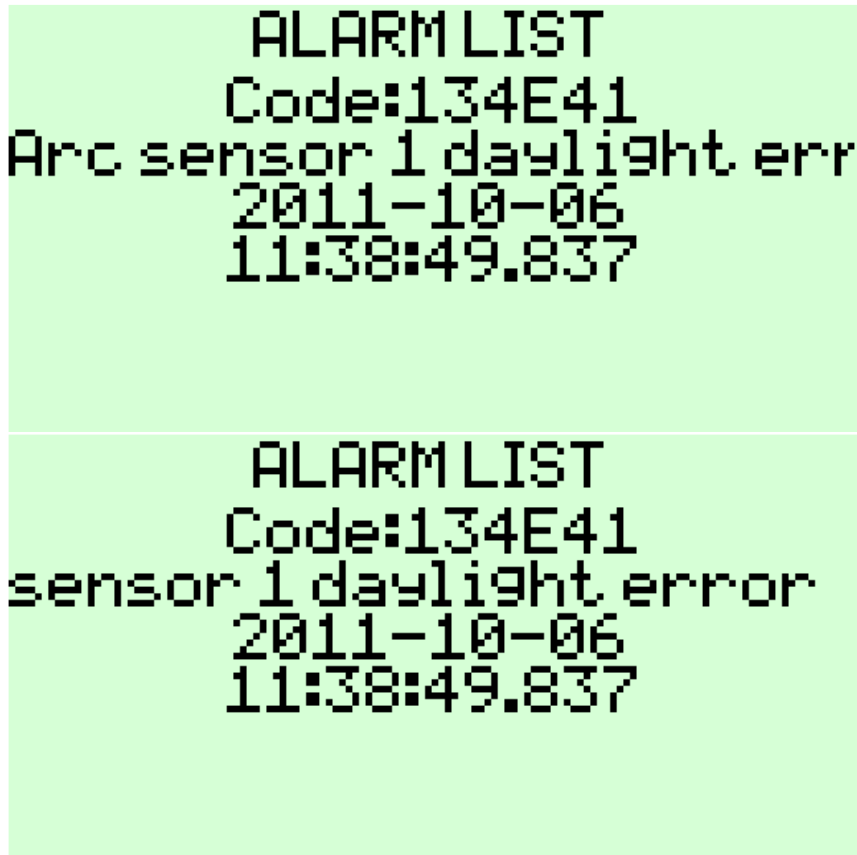 ALARM LIST
Code:134E41
Arc sensor 1 daylight err
2011-10-06
11:38:49.837
ALARM LIST
Code:134E41
sensor 1 daylight error
2011-10-06
11:38:49.837